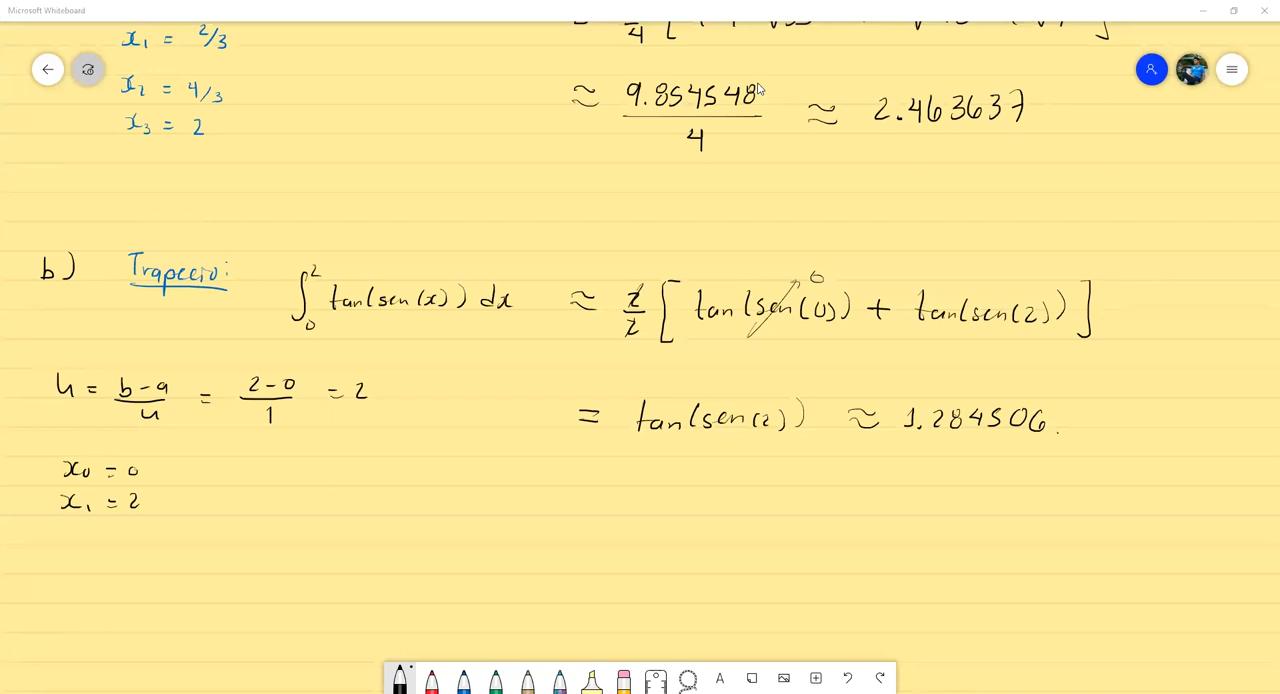 Microsoft Whiteboard
x₁ = 2/3
x₂ = 4/3
x₃ = 2
≈ 9.854548 / 4 ≈ 2.463637
b) Trapecio: ∫₀² tan(sen(x)) dx ≈ 2/2 [ tan(sen(0)) + tan(sen(2)) ]
0
h = b-a / n = 2-0 / 1 = 2
= tan(sen(2)) ≈ 1.284506.
x₀ = 0
x₁ = 2
A